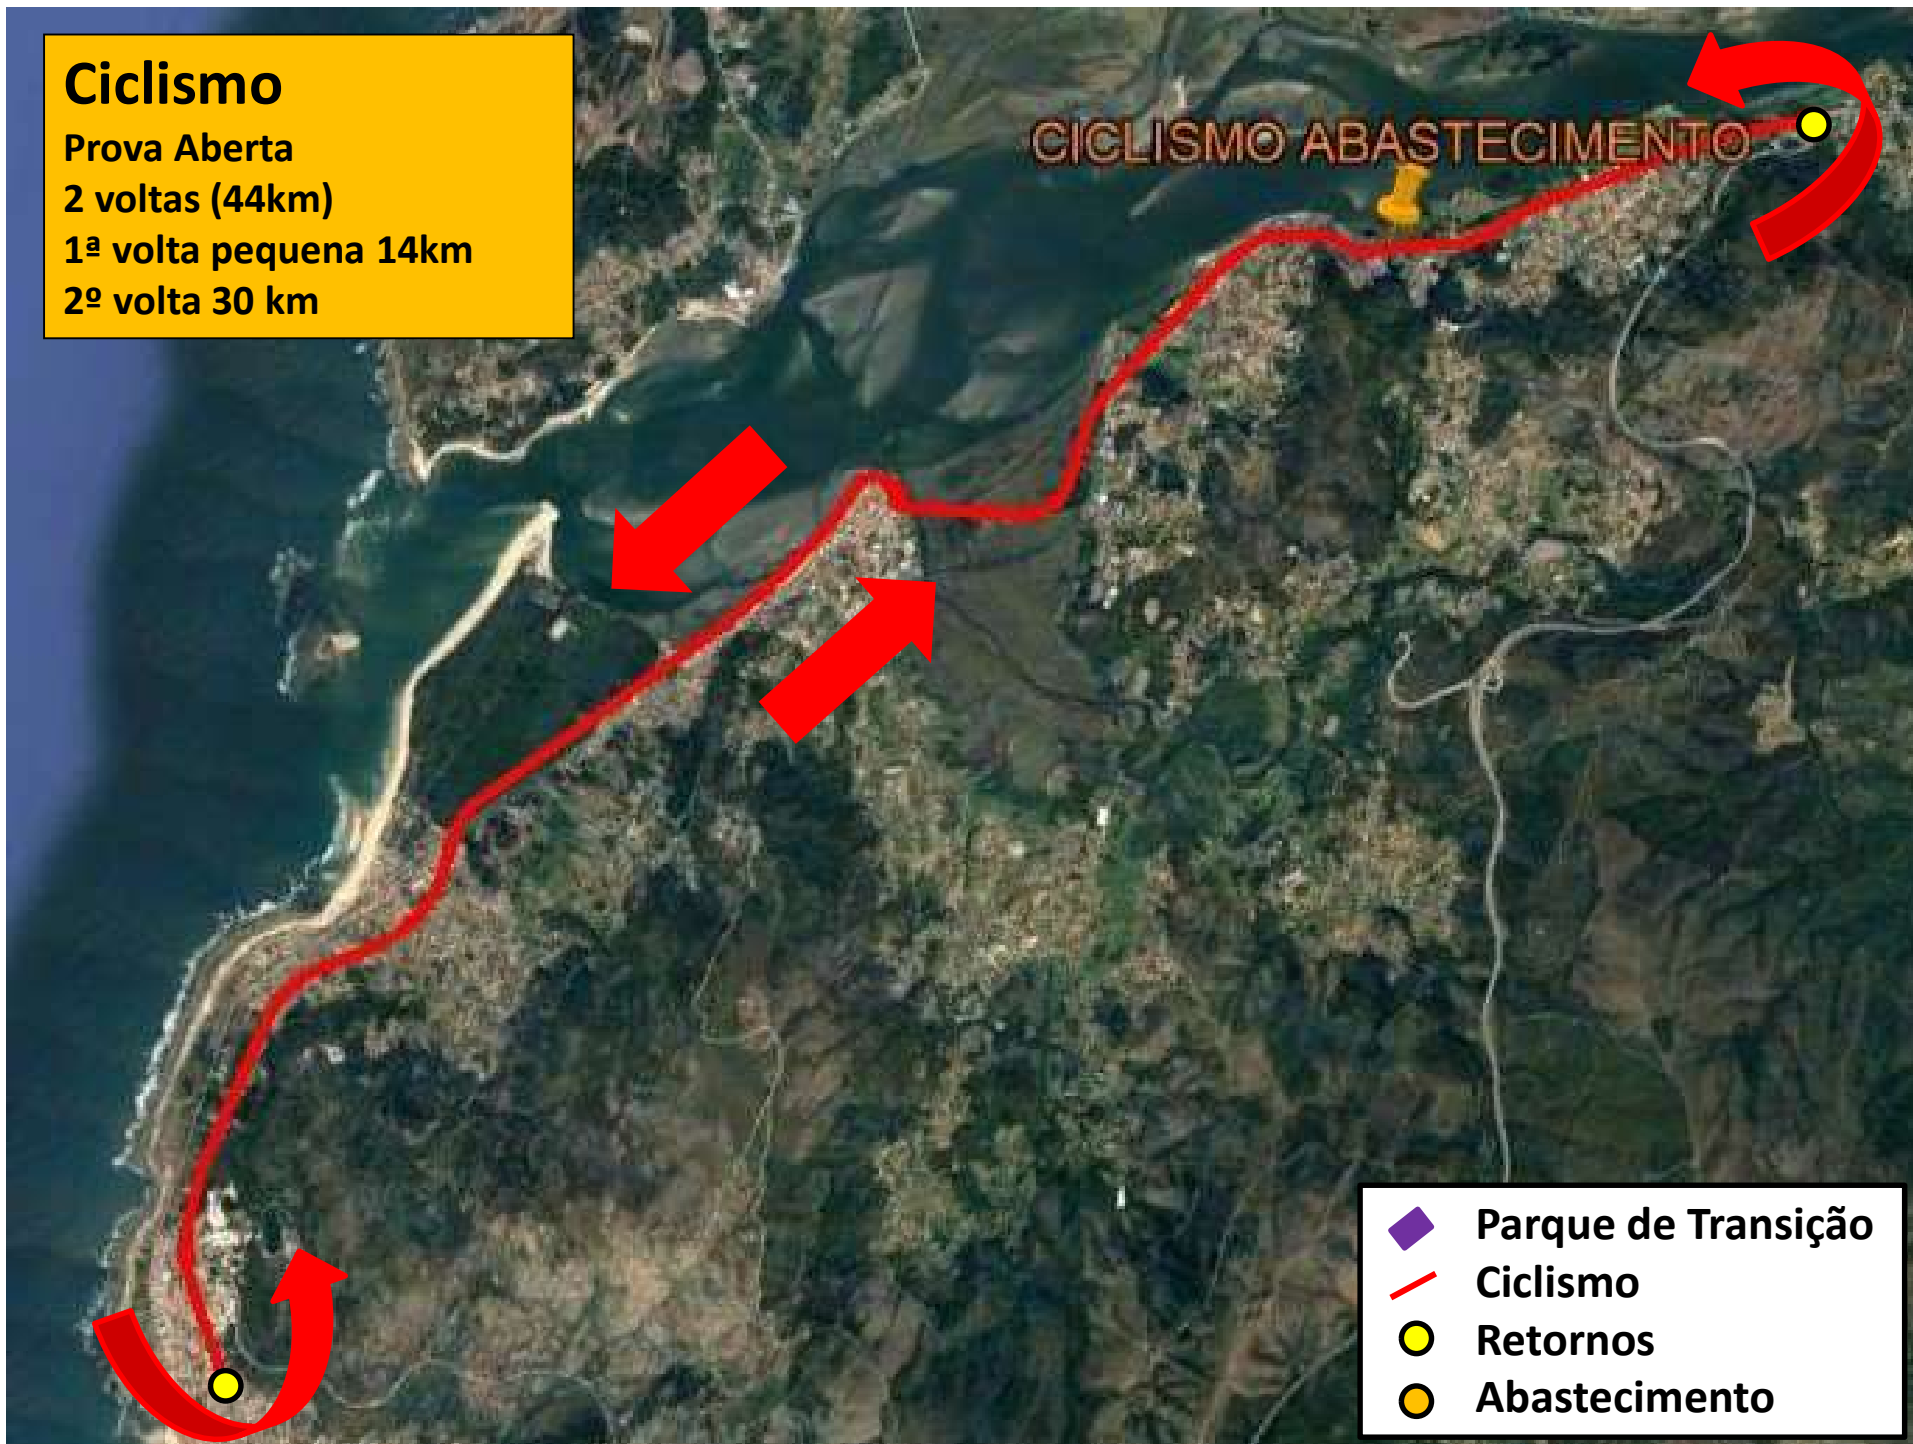 Ciclismo
Prova Aberta
2 voltas (44km)
1ª volta pequena 14km
2º volta 30 km
CICLISMO ABASTECIMENTO
Parque de Transição
Ciclismo
Retornos
Abastecimento